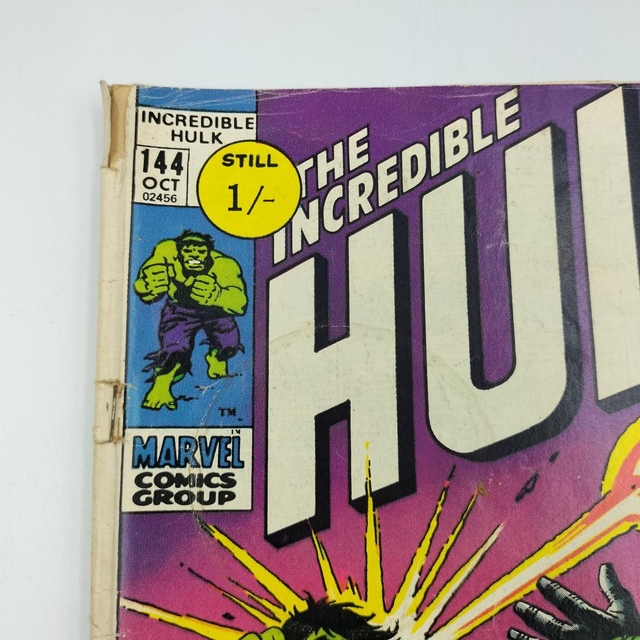 INCREDIBLE
HULK
144
OCT
02456
STILL
1/-
THE
INCREDIBLE
HUL
TM
MARVEL
COMICS
GROUP